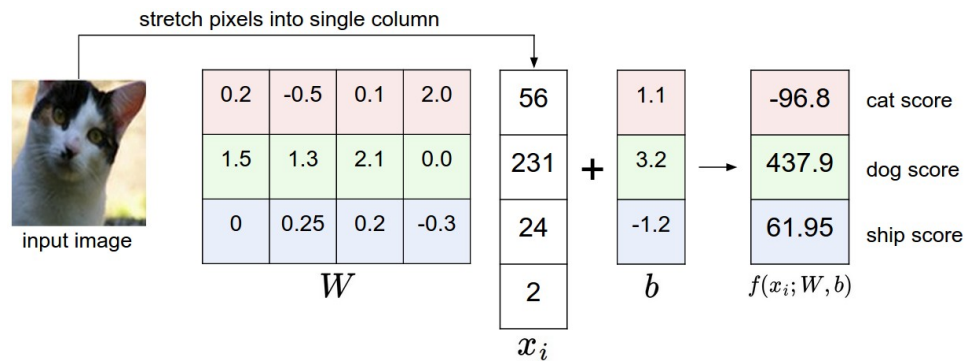 stretch pixels into single column
0.2 -0.5 0.1 2.0 56 1.1 -96.8 cat score
1.5 1.3 2.1 0.0 231 + 3.2 → 437.9 dog score
0 0.25 0.2 -0.3 24 -1.2 61.95 ship score
input image
W 2 b f(x_i; W, b)
x_i